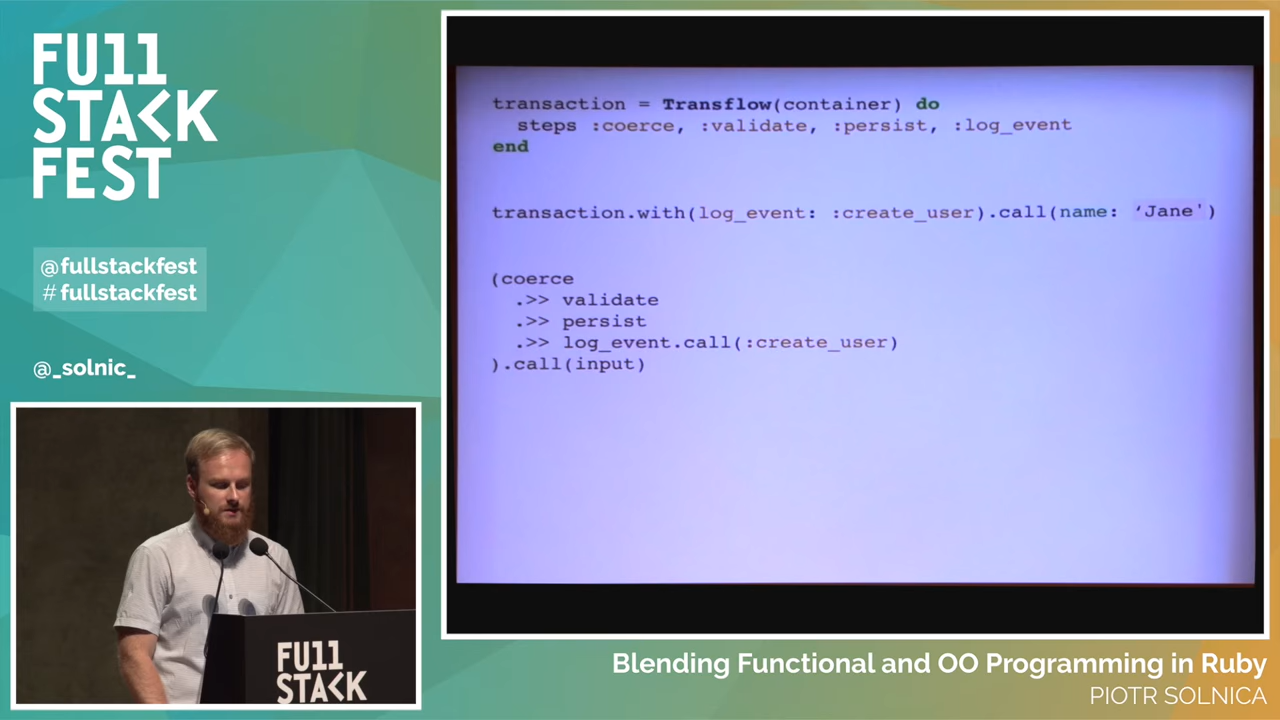 FU11
STACK
FEST
@fullstackfest
# fullstackfest
@_solnic_
transaction = Transflow(container) do
  steps :coerce, :validate, :persist, :log_event
end
transaction.with(log_event: :create_user).call(name: ‘Jane')
(coerce
  .>> validate
  .>> persist
  .>> log_event.call(:create_user)
).call(input)
FU11
STACK
Blending Functional and OO Programming in Ruby
PIOTR SOLNICA